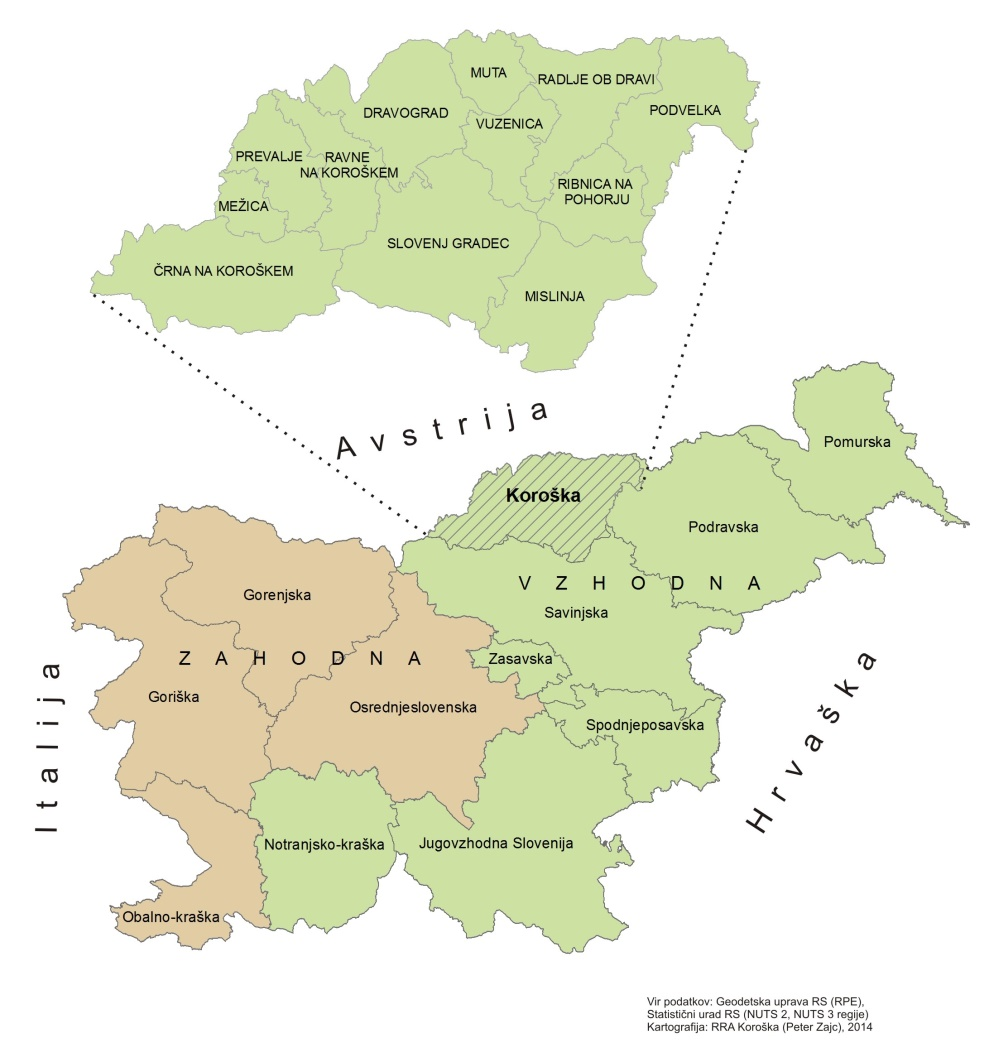 MUTA
RADLJE OB DRAVI
DRAVOGRAD
PODVELKA
VUZENICA
PREVALJE
RAVNE
NA KOROŠKEM
RIBNICA NA
POHORJU
MEŽICA
SLOVENJ GRADEC
ČRNA NA KOROŠKEM
MISLINJA
Avstrija
Pomurska
Koroška
Podravska
VZHODNA
Gorenjska
Savinjska
ZAHODNA
Zasavska
Goriška
Osrednjeslovenska
Spodnjeposavska
Italija
Hrvaška
Notranjsko-kraška
Jugovzhodna Slovenija
Obalno-kraška
Vir podatkov: Geodetska uprava RS (RPE),
Statistični urad RS (NUTS 2, NUTS 3 regije)
Kartografija: RRA Koroška (Peter Zajc), 2014